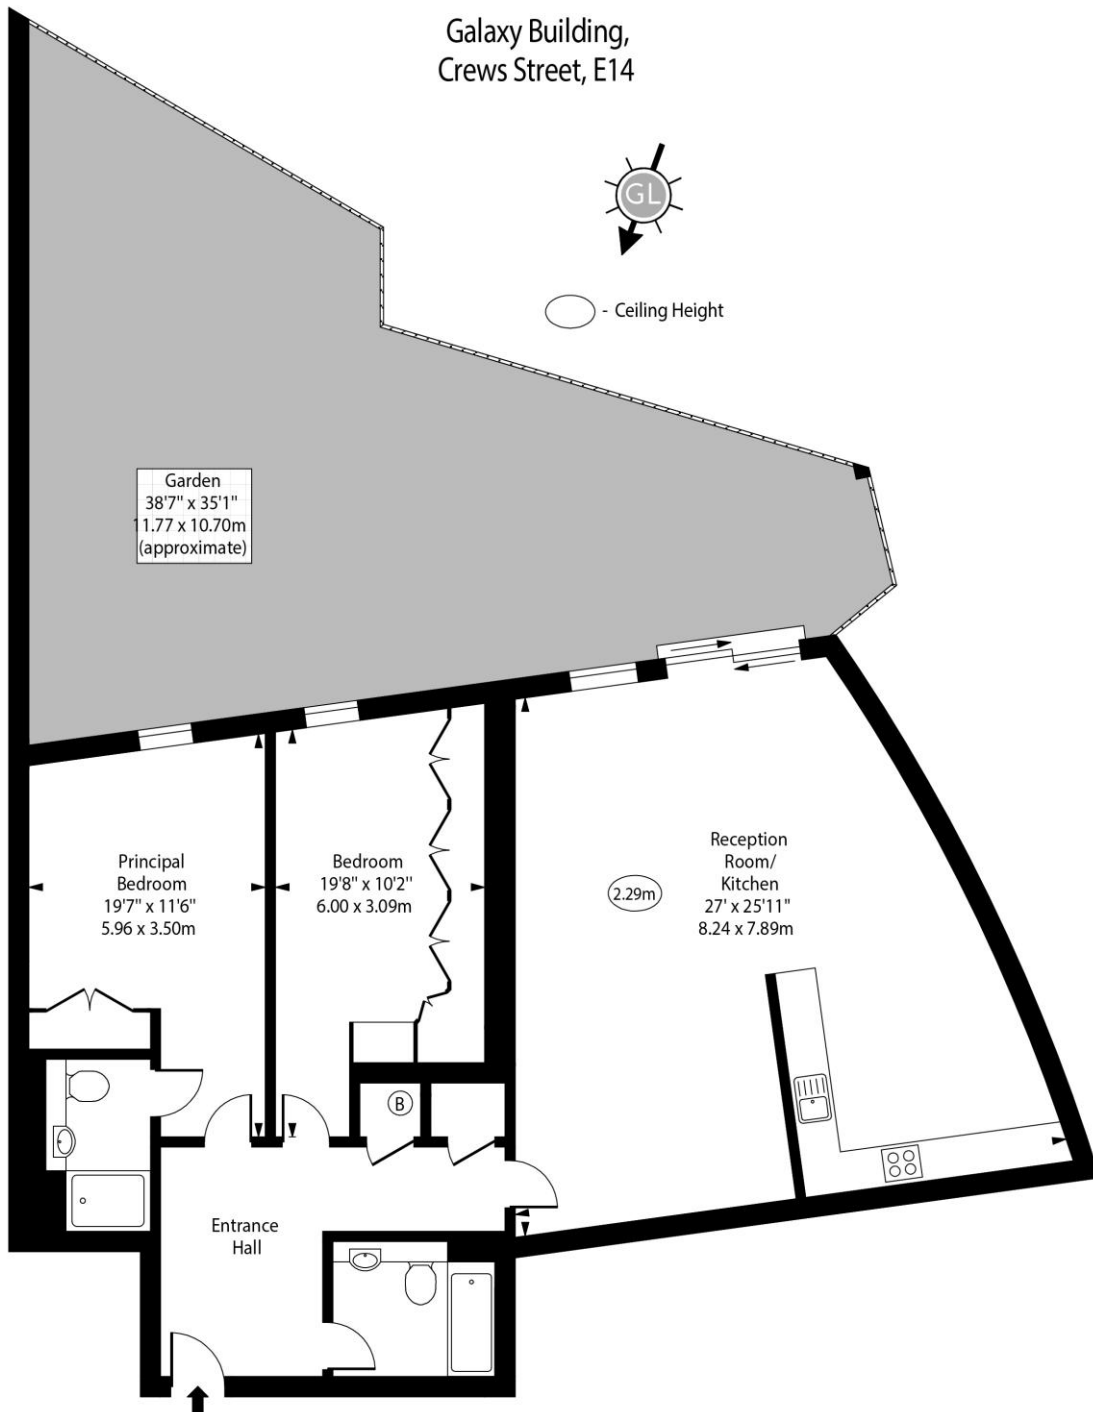 Galaxy Building,
Crews Street, E14
GL
- Ceiling Height
Garden
38'7" x 35'1"
11.77 x 10.70m
(approximate)
Principal
Bedroom
19'7" x 11'6"
5.96 x 3.50m
Bedroom
19'8" x 10'2"
6.00 x 3.09m
2.29m
Reception
Room/
Kitchen
27' x 25'11"
8.24 x 7.89m
B
Entrance
Hall